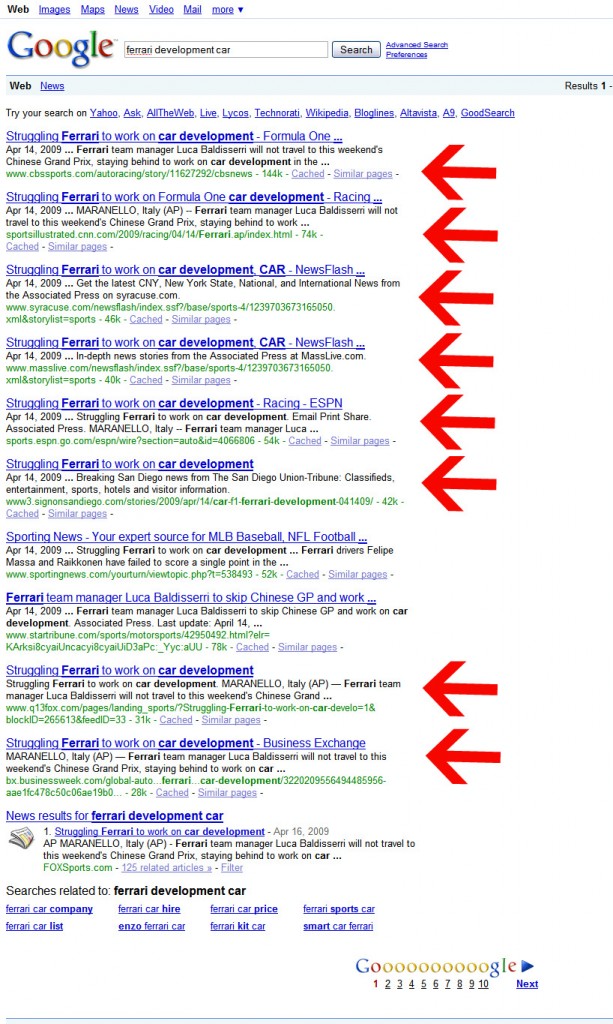 Web Images Maps News Video Mail more ▼
Google™ ferrari development car Search Advanced Search
Preferences
Web News Results 1 -
Try your search on Yahoo, Ask, AllTheWeb, Live, Lycos, Technorati, Wikipedia, Bloglines, Altavista, A9, GoodSearch
Struggling Ferrari to work on car development - Formula One ...
Apr 14, 2009 ... Ferrari team manager Luca Baldisserri will not travel to this weekend's
Chinese Grand Prix, staying behind to work on car development in the ...
www.cbssports.com/autoracing/story/11627292/cbsnews - 144k - Cached - Similar pages -
Struggling Ferrari to work on Formula One car development - Racing ...
Apr 14, 2009 ... MARANELLO, Italy (AP) -- Ferrari team manager Luca Baldisserri will not
travel to this weekend's Chinese Grand Prix, staying behind to work ...
sportsillustrated.cnn.com/2009/racing/04/14/Ferrari.ap/index.html - 74k -
Cached - Similar pages -
Struggling Ferrari to work on car development, CAR - NewsFlash ...
Apr 14, 2009 ... Get the latest CNY, New York State, National, and International News from
the Associated Press on syracuse.com.
www.syracuse.com/newsflash/index.ssf?/base/sports-4/1239703673165050.
xml&storylist=sports - 46k - Cached - Similar pages -
Struggling Ferrari to work on car development, CAR - NewsFlash ...
Apr 14, 2009 ... In-depth news stories from the Associated Press at MassLive.com.
www.masslive.com/newsflash/index.ssf?/base/sports-4/1239703673165050.
xml&storylist=sports - 40k - Cached - Similar pages -
Struggling Ferrari to work on car development - Racing - ESPN
Apr 14, 2009 ... Struggling Ferrari to work on car development. Email Print Share.
Associated Press. MARANELLO, Italy -- Ferrari team manager Luca ...
sports.espn.go.com/espn/wire?section=auto&id=4066806 - 54k - Cached - Similar pages -
Struggling Ferrari to work on car development
Apr 14, 2009 ... Breaking San Diego news from The San Diego Union-Tribune: Classifieds,
entertainment, sports, hotels and visitor information.
www3.signonsandiego.com/stories/2009/apr/14/car-f1-ferrari-development-041409/ - 42k -
Cached - Similar pages -
Sporting News - Your expert source for MLB Baseball, NFL Football ...
Apr 14, 2009 ... Struggling Ferrari to work on car development ... Ferrari drivers Felipe
Massa and Raikkonen have failed to score a single point in the ...
www.sportingnews.com/yourturn/viewtopic.php?t=538493 - 52k - Cached - Similar pages -
Ferrari team manager Luca Baldisserri to skip Chinese GP and work ...
Apr 14, 2009 ... Ferrari team manager Luca Baldisserri to skip Chinese GP and work on car
development. Associated Press. Last update: April 14, ...
www.startribune.com/sports/motorsports/42950492.html?elr=
KArksi8cyaiUncacyi8cyaiUiD3aPc:_Yyc:aUU - 78k - Cached - Similar pages -
Struggling Ferrari to work on car development
Struggling Ferrari to work on car development. MARANELLO, Italy (AP) — Ferrari team
manager Luca Baldisserri will not travel to this weekend's Chinese Grand ...
www.q13fox.com/pages/landing_sports/?Struggling-Ferrari-to-work-on-car-develo=1&
blockID=265613&feedID=33 - 31k - Cached - Similar pages -
Struggling Ferrari to work on car development - Business Exchange
MARANELLO, Italy (AP) — Ferrari team manager Luca Baldisserri will not travel to this
weekend's Chinese Grand Prix, staying behind to work on car ...
bx.businessweek.com/global-auto...ferrari...car-development/3220209556494485956-
aae1fc478c50c06ae19b0... - 28k - Cached - Similar pages -
News results for ferrari development car
1. Struggling Ferrari to work on car development - Apr 16, 2009
AP MARANELLO, Italy (AP) - Ferrari team manager Luca Baldisserri will not travel to
this weekend's Chinese Grand Prix, staying behind to work on car ...
FOXSports.com - 125 related articles » - Filter
Searches related to: ferrari development car
ferrari car company ferrari car hire ferrari car price ferrari sports car
ferrari car list enzo ferrari car ferrari kit car smart car ferrari
Goooooooooogle
1 2 3 4 5 6 7 8 9 10 Next